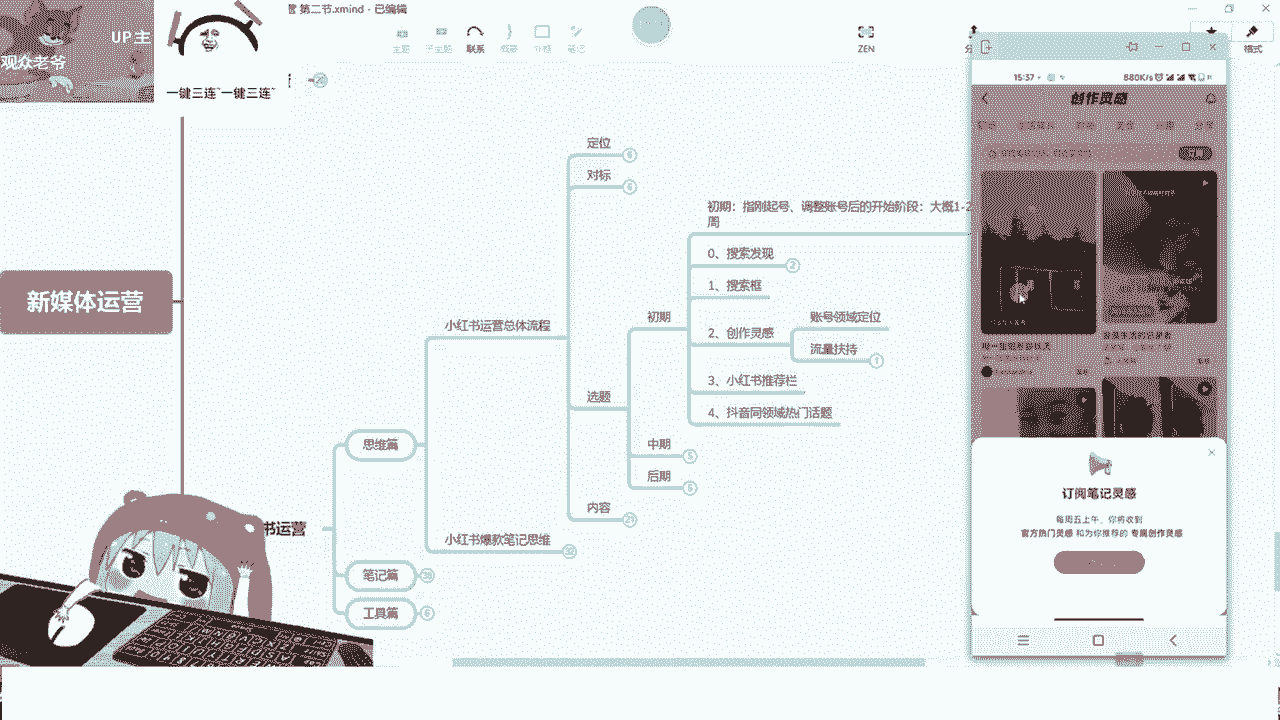 第二节.xmind - 已编辑
UP主
观众老爷
一键三连~一键三连~
主题
子主题
联系
概要
外框
笔记
ZEN
格式
新媒体运营
书运营
思维篇
笔记篇
38
工具篇
6
小红书运营总体流程
小红书爆款笔记思维
32
定位
6
对标
4
选题
内容
21
初期
中期
5
后期
5
初期：指刚起号、调整账号后的开始阶段：大概1-2
周
0、搜索发现
2
1、搜索框
2、创作灵感
账号领域定位
流量扶持
1
3、小红书推荐栏
4、抖音同领域热门话题
15:37
880K/s
创作灵感
订阅笔记灵感
每周五上午，你将收到
官方热门灵感 和为你推荐的 专属创作灵感